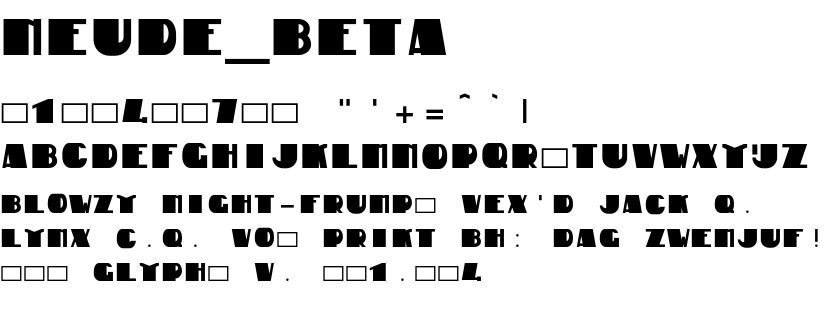 NEUDE_BETA
□1□□4□□7□□ "'+=^`|
ABCDEFGHIJKLMNOPQR□TUVWXYĲZ
BLOWZY NIGHT-FRUMP□ VEX'D JACK Q.
LYNX C.Q. VO□ PRIKT BH: DAG ZWEMJUF!
□□□ GLYPH□ V. □□1.□□4